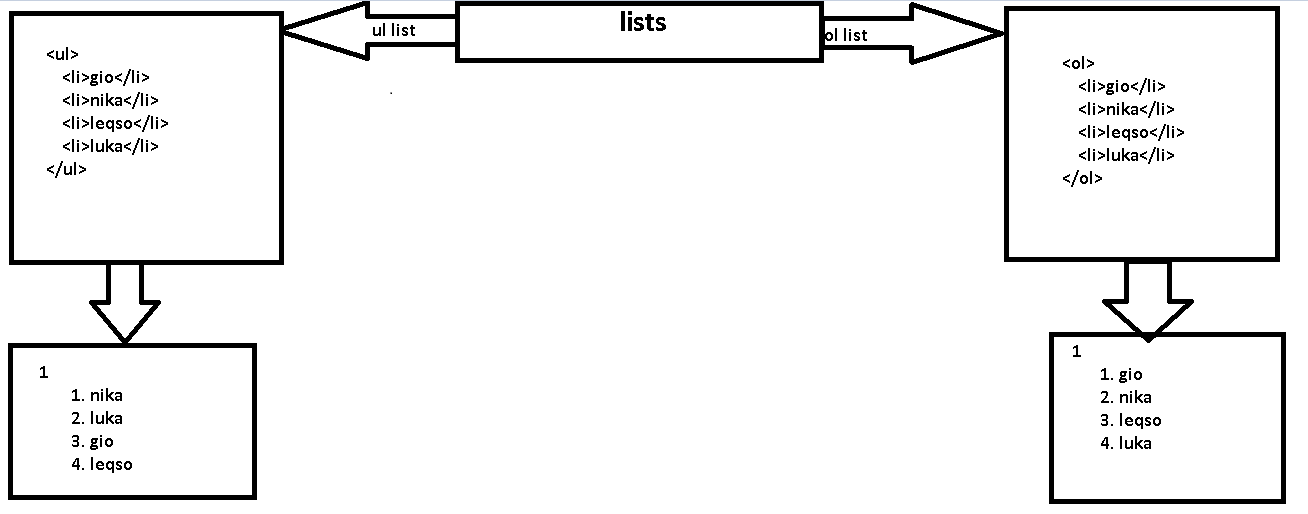 lists
ul list
ol list
<ul>
<li>gio</li>
<li>nika</li>
<li>leqso</li>
<li>luka</li>
</ul>
<ol>
<li>gio</li>
<li>nika</li>
<li>leqso</li>
<li>luka</li>
</ol>
1
1. nika
2. luka
3. gio
4. leqso
1
1. gio
2. nika
3. leqso
4. luka